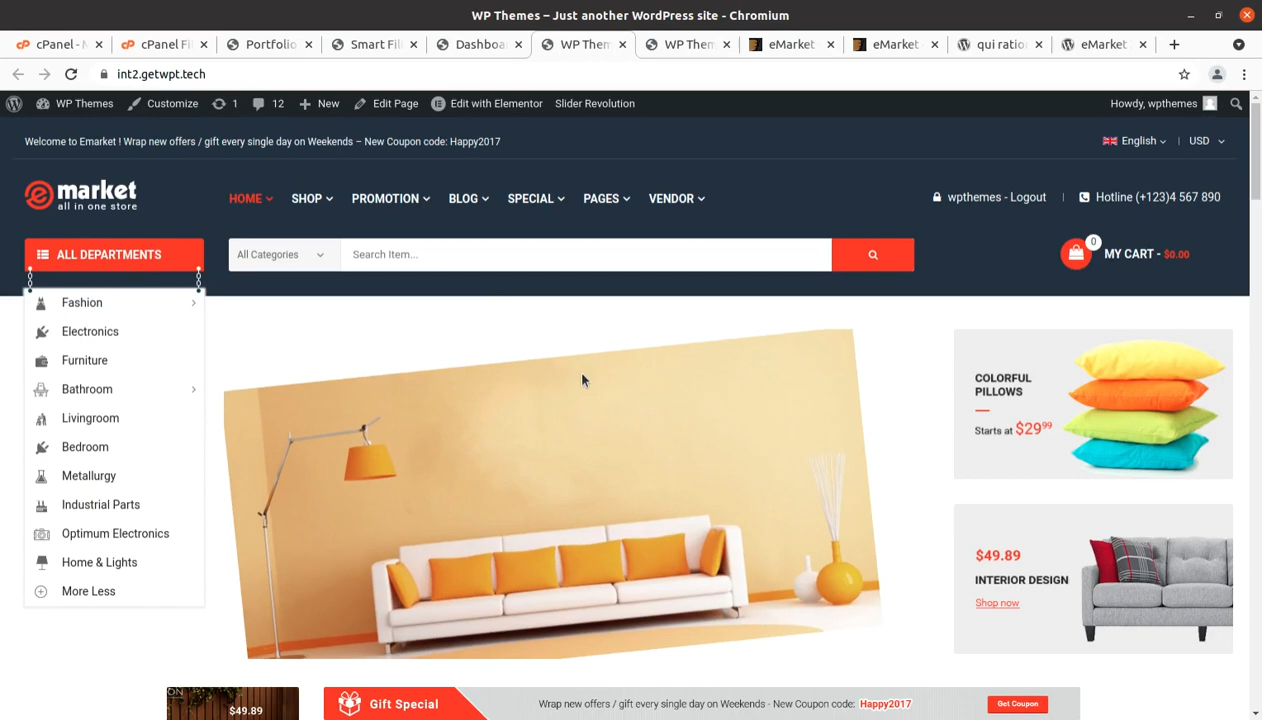 WP Themes – Just another WordPress site - Chromium
cPanel - M
cPanel Fi
Portfolio
Smart Fil
Dashboa
WP Them
WP Them
eMarket
eMarket
qui ratio
eMarket
int2.getwpt.tech
WP Themes Customize 1 12 New Edit Page Edit with Elementor Slider Revolution Howdy, wpthemes
Welcome to Emarket ! Wrap new offers / gift every single day on Weekends – New Coupon code: Happy2017
English | USD
e market
all in one store
HOME SHOP PROMOTION BLOG SPECIAL PAGES VENDOR
wpthemes - Logout | Hotline (+123)4 567 890
ALL DEPARTMENTS
All Categories Search Item...
0
MY CART - $0.00
Fashion
Electronics
Furniture
Bathroom
Livingroom
Bedroom
Metallurgy
Industrial Parts
Optimum Electronics
Home & Lights
More Less
COLORFUL
PILLOWS
Starts at $29.99
$49.89
INTERIOR DESIGN
Shop now
ON
$49.89
Gift Special
Wrap new offers / gift every single day on Weekends - New Coupon code: Happy2017
Get Coupon